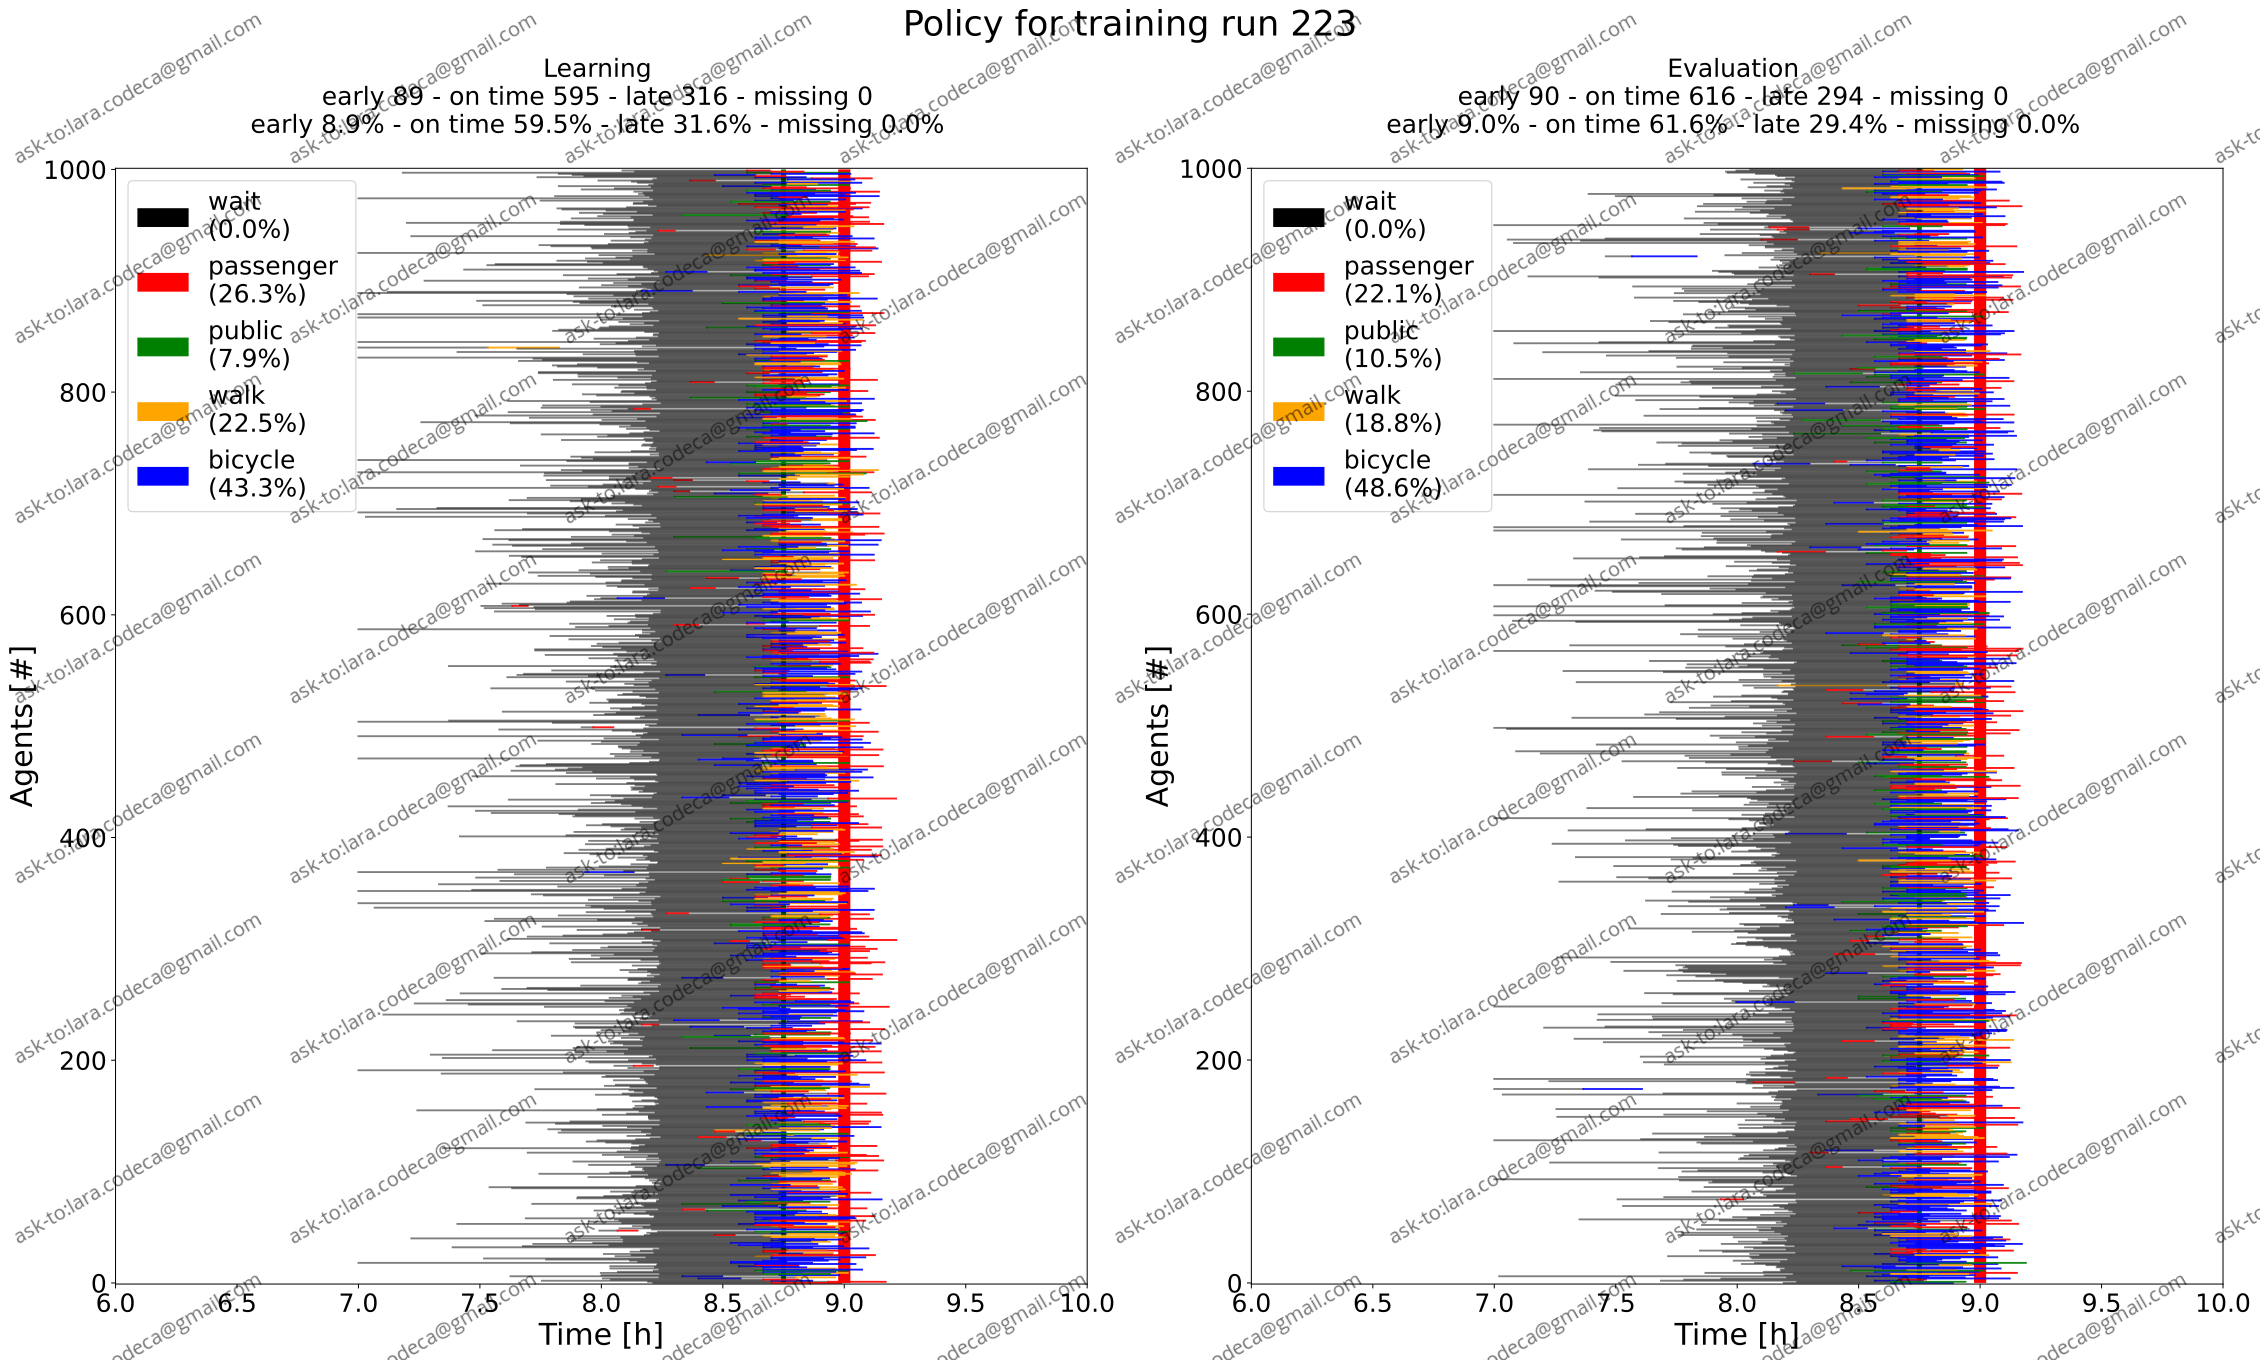 Policy for training run 223
Learning
early 89 - on time 595 - late 316 - missing 0
early 8.9% - on time 59.5% - late 31.6% - missing 0.0%
wait
(0.0%)
passenger
(26.3%)
public
(7.9%)
walk
(22.5%)
bicycle
(43.3%)
1000
800
600
400
200
0
Agents [#]
6.0 6.5 7.0 7.5 8.0 8.5 9.0 9.5 10.0
Time [h]
Evaluation
early 90 - on time 616 - late 294 - missing 0
early 9.0% - on time 61.6% - late 29.4% - missing 0.0%
wait
(0.0%)
passenger
(22.1%)
public
(10.5%)
walk
(18.8%)
bicycle
(48.6%)
1000
800
600
400
200
0
Agents [#]
6.0 6.5 7.0 7.5 8.0 8.5 9.0 9.5 10.0
Time [h]
ask-to:lara.codeca@gmail.com